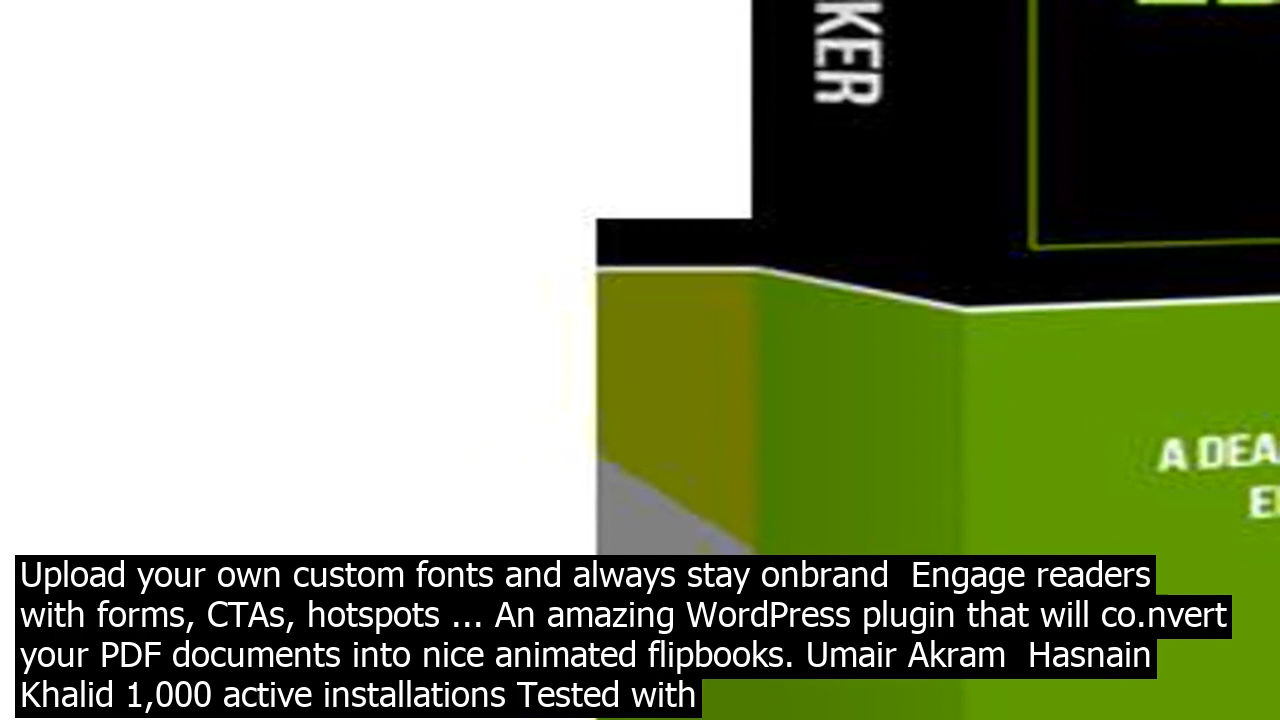 KER
A DEA
Upload your own custom fonts and always stay onbrand  Engage readers
with forms, CTAs, hotspots ... An amazing WordPress plugin that will co.nvert
your PDF documents into nice animated flipbooks. Umair Akram  Hasnain
Khalid 1,000 active installations Tested with